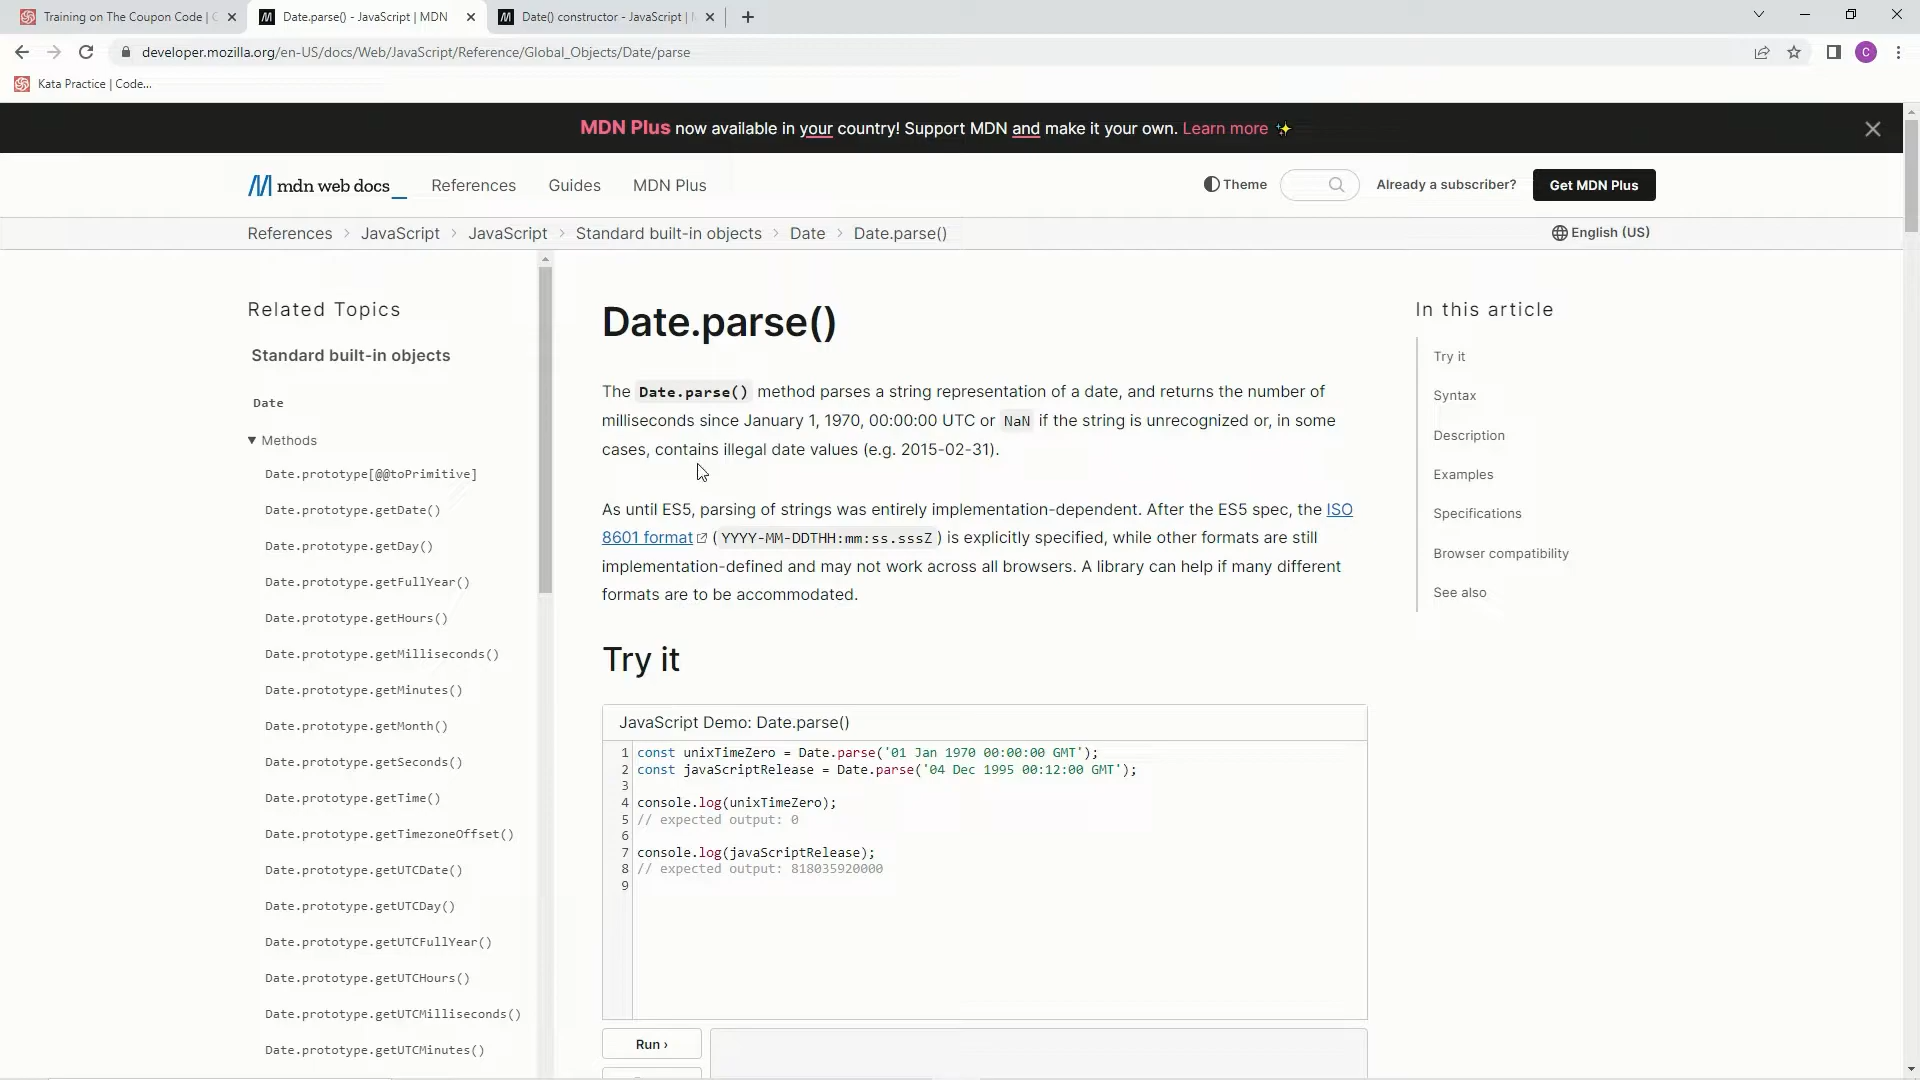 Training on The Coupon Code |
Date.parse() - JavaScript | MDN
Date() constructor - JavaScript |
developer.mozilla.org/en-US/docs/Web/JavaScript/Reference/Global_Objects/Date/parse
C
Kata Practice | Code...
MDN Plus now available in your country! Support MDN and make it your own. Learn more ✨
mdn web docs_
References
Guides
MDN Plus
Theme
Already a subscriber?
Get MDN Plus
References > JavaScript > JavaScript > Standard built-in objects > Date > Date.parse()
English (US)
Related Topics
Standard built-in objects
Date
Methods
Date.prototype[@@toPrimitive]
Date.prototype.getDate()
Date.prototype.getDay()
Date.prototype.getFullYear()
Date.prototype.getHours()
Date.prototype.getMilliseconds()
Date.prototype.getMinutes()
Date.prototype.getMonth()
Date.prototype.getSeconds()
Date.prototype.getTime()
Date.prototype.getTimezoneOffset()
Date.prototype.getUTCDate()
Date.prototype.getUTCDay()
Date.prototype.getUTCFullYear()
Date.prototype.getUTCHours()
Date.prototype.getUTCMilliseconds()
Date.prototype.getUTCMinutes()
Date.parse()
The Date.parse() method parses a string representation of a date, and returns the number of
milliseconds since January 1, 1970, 00:00:00 UTC or NaN if the string is unrecognized or, in some
cases, contains illegal date values (e.g. 2015-02-31).
As until ES5, parsing of strings was entirely implementation-dependent. After the ES5 spec, the ISO
8601 format (YYYY-MM-DDTHH:mm:ss.sssZ) is explicitly specified, while other formats are still
implementation-defined and may not work across all browsers. A library can help if many different
formats are to be accommodated.
Try it
JavaScript Demo: Date.parse()
1 const unixTimeZero = Date.parse('01 Jan 1970 00:00:00 GMT');
2 const javaScriptRelease = Date.parse('04 Dec 1995 00:12:00 GMT');
3
4 console.log(unixTimeZero);
5 // expected output: 0
6
7 console.log(javaScriptRelease);
8 // expected output: 818035920000
9
Run ›
In this article
Try it
Syntax
Description
Examples
Specifications
Browser compatibility
See also